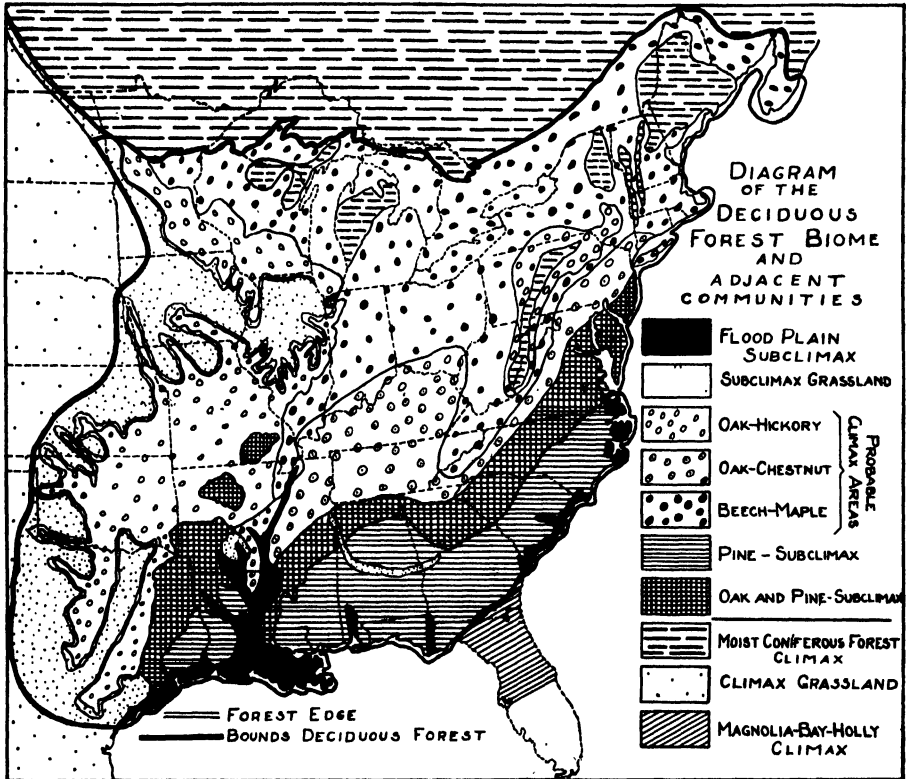 DIAGRAM
OF THE
DECIDUOUS
FOREST BIOME
AND
ADJACENT
COMMUNITIES
FLOOD PLAIN
SUBCLIMAX
SUBCLIMAX GRASSLAND
OAK-HICKORY
OAK-CHESTNUT
BEECH-MAPLE
PROBABLE
CLIMAX AREAS
PINE - SUBCLIMAX
OAK AND PINE-SUBCLIMAX
MOIST CONIFEROUS FOREST
CLIMAX
CLIMAX GRASSLAND
MAGNOLIA-BAY-HOLLY
CLIMAX
FOREST EDGE
BOUNDS DECIDUOUS FOREST